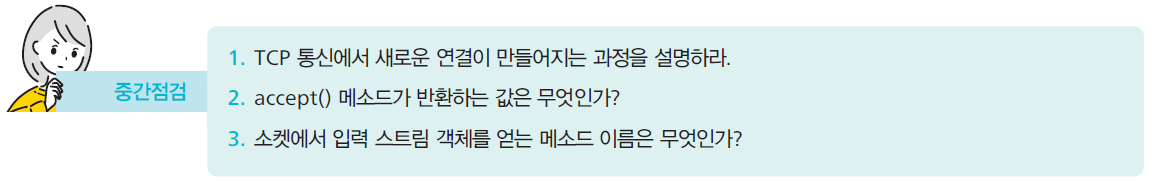 중간점검
1. TCP 통신에서 새로운 연결이 만들어지는 과정을 설명하라.
2. accept() 메소드가 반환하는 값은 무엇인가?
3. 소켓에서 입력 스트림 객체를 얻는 메소드 이름은 무엇인가?